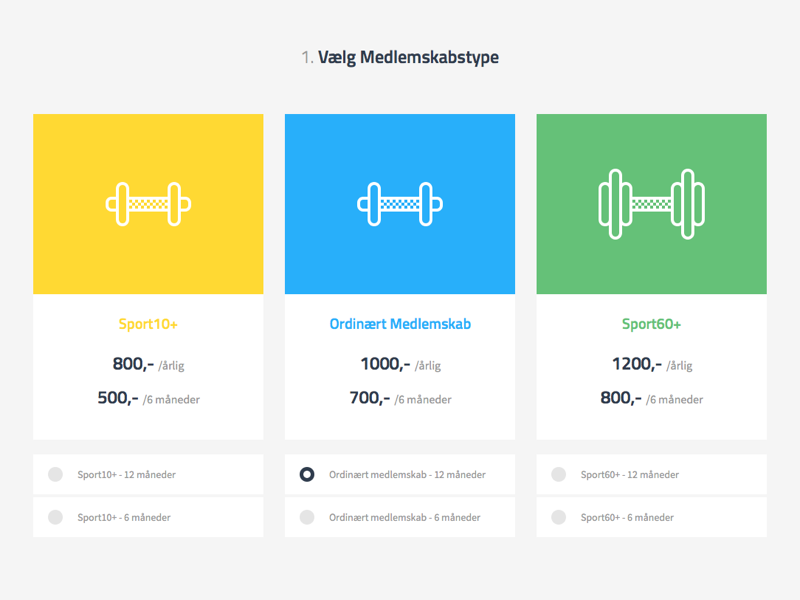 1. Vælg Medlemskabstype
Sport10+
800,- /årlig
500,- /6 måneder
Sport10+ - 12 måneder
Sport10+ - 6 måneder
Ordinært Medlemskab
1000,- /årlig
700,- /6 måneder
Ordinært medlemskab - 12 måneder
Ordinært medlemskab - 6 måneder
Sport60+
1200,- /årlig
800,- /6 måneder
Sport60+ - 12 måneder
Sport60+ - 6 måneder